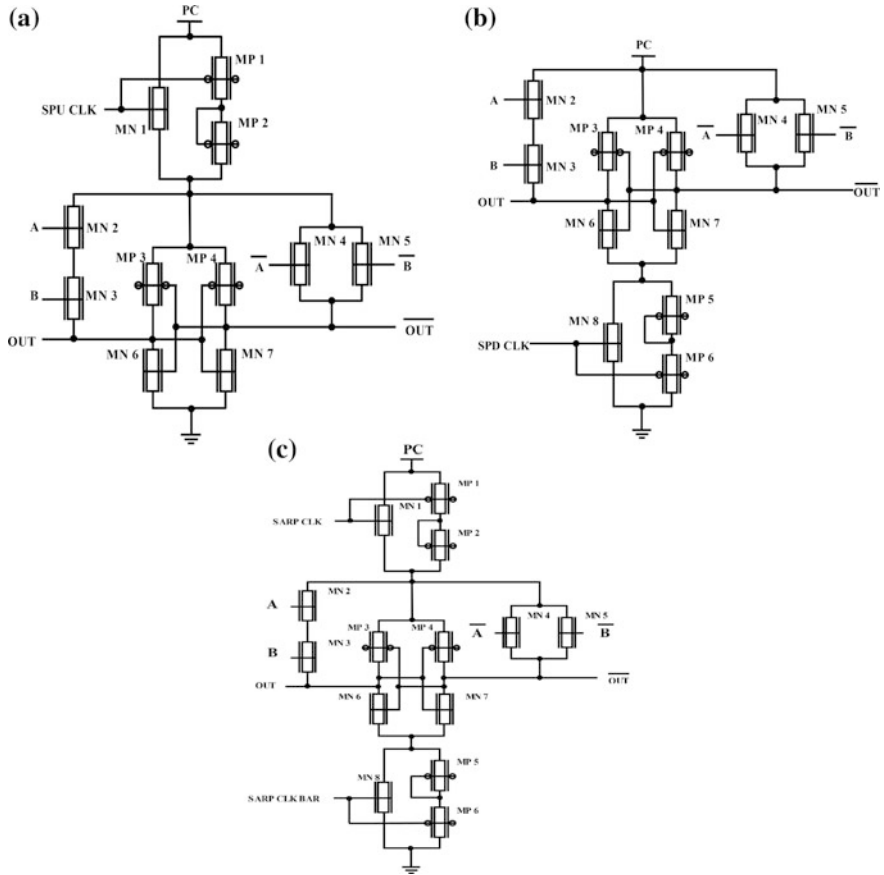 (a)
PC
MP 1
SPU CLK
MN 1
MP 2
A
MN 2
MN 4
MN 5
MP 3
MP 4
A
B
B
MN 3
OUT
OUT
MN 6
MN 7
(b)
PC
A
MN 2
MN 5
MP 3
MP 4
MN 4
A
B
B
MN 3
OUT
OUT
MN 6
MN 7
MP 5
MN 8
SPD CLK
MP 6
(c)
PC
MP 1
MN 1
SARP CLK
MP 2
MN 2
A
MN 4
MN 5
MP 3
MP 4
A
B
MN 3
B
OUT
OUT
MN 6
MN 7
MP 5
MN 8
SARP CLK BAR
MP 6